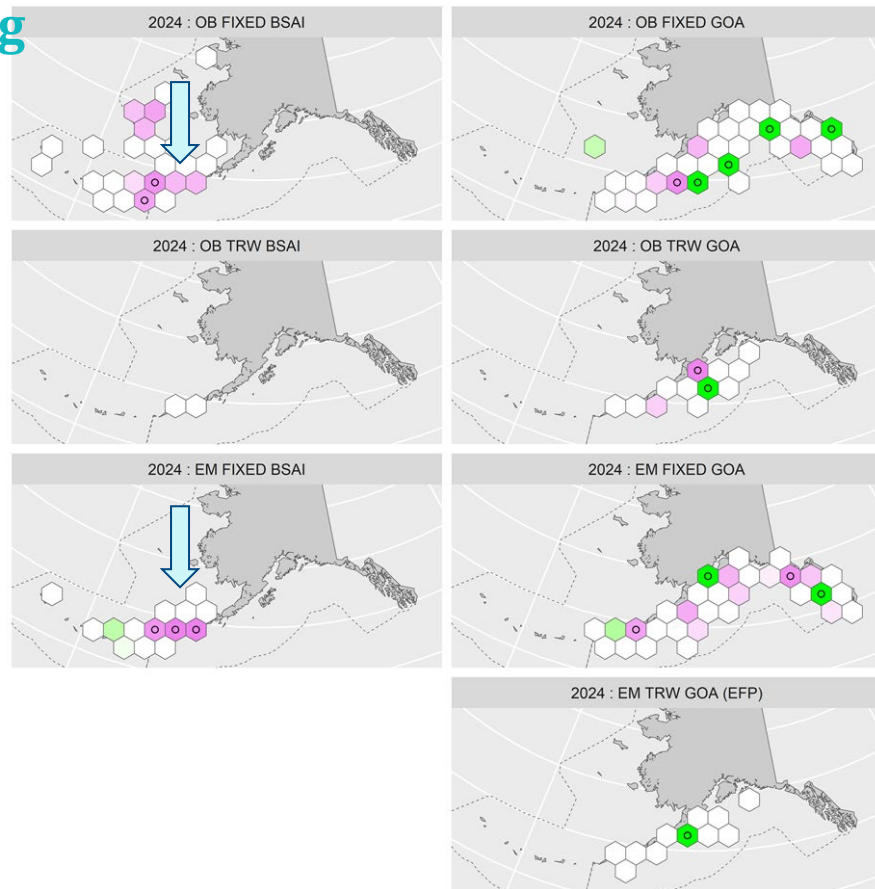 g
2024 : OB FIXED BSAI
2024 : OB FIXED GOA
2024 : OB TRW BSAI
2024 : OB TRW GOA
2024 : EM FIXED BSAI
2024 : EM FIXED GOA
2024 : EM TRW GOA (EFP)